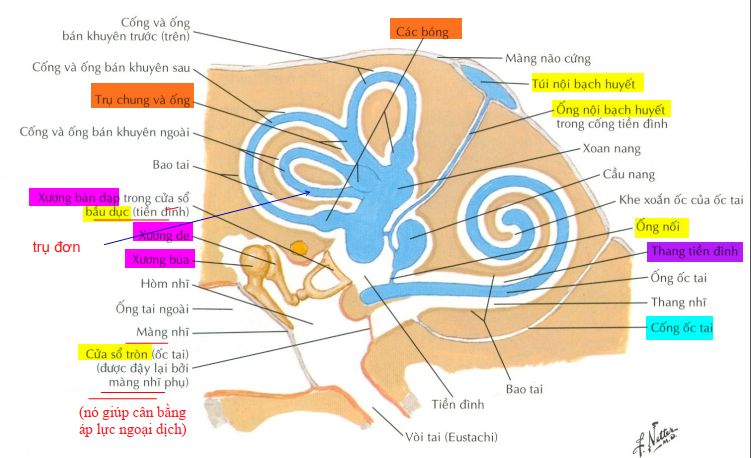 Cống và ống
bán khuyên trước (trên)
Các bóng
Màng não cứng
Cống và ống bán khuyên sau
Túi nội bạch huyết
Trụ chung và ống
Ống nội bạch huyết
trong cống tiền đình
Cống và ống bán khuyên ngoài
Xoan nang
Bao tai
Cầu nang
Xương bàn đạp trong cửa sổ
bầu dục (tiền đình)
Khe xoắn ốc của ốc tai
trụ đơn
Ống nối
Xương đe
Thang tiền đình
Xương búa
Hòm nhĩ
Ống ốc tai
Ống tai ngoài
Thang nhĩ
Màng nhĩ
Cống ốc tai
Cửa sổ tròn (ốc tai)
(được đậy lại bởi
màng nhĩ phụ)
Bao tai
Tiền đình
(nó giúp cân bằng
áp lực ngoại dịch)
Vòi tai (Eustachi)
F. Netter
M.D.